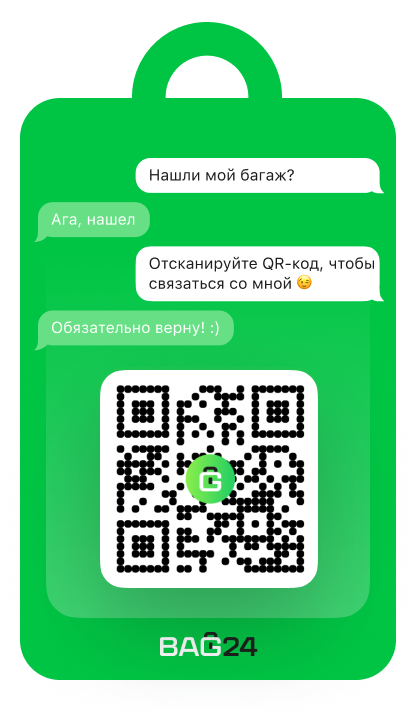 Нашли мой багаж?
Ага, нашел
Отсканируйте QR-код, чтобы
связаться со мной 😉
Обязательно верну! :)
G
BAG24